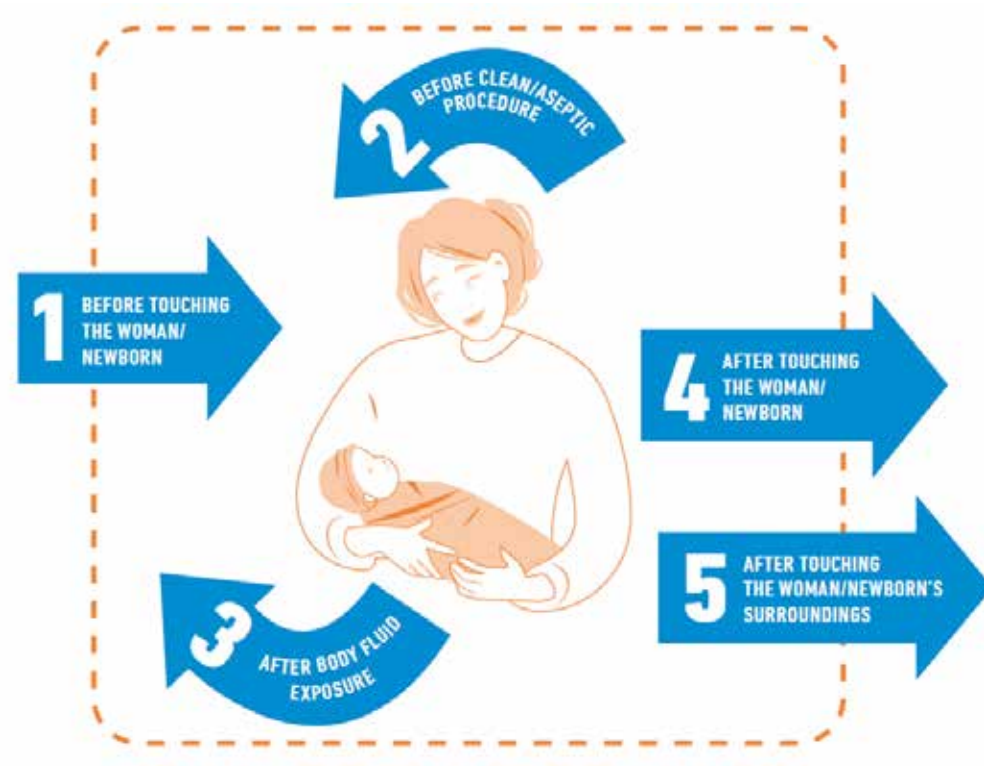 1
BEFORE TOUCHING
THE WOMAN/
NEWBORN
2
BEFORE CLEAN/ASEPTIC
PROCEDURE
3
AFTER BODY FLUID
EXPOSURE
4
AFTER TOUCHING
THE WOMAN/
NEWBORN
5
AFTER TOUCHING
THE WOMAN/NEWBORN'S
SURROUNDINGS